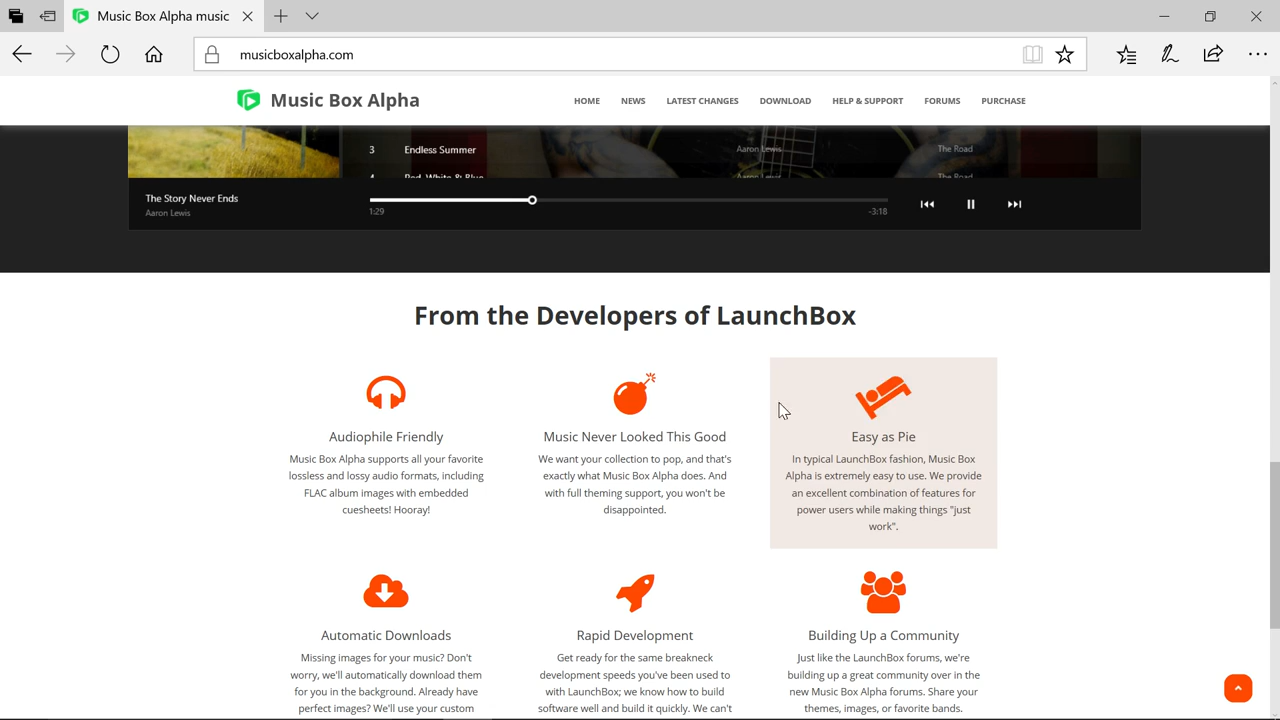 Music Box Alpha music
musicboxalpha.com
Music Box Alpha
HOME NEWS LATEST CHANGES DOWNLOAD HELP & SUPPORT FORUMS PURCHASE
3 Endless Summer Aaron Lewis The Road
4 Red, White & Blue Aaron Lewis The Road
The Story Never Ends
Aaron Lewis
1:29 -3:18
From the Developers of LaunchBox
Audiophile Friendly
Music Box Alpha supports all your favorite
lossless and lossy audio formats, including
FLAC album images with embedded
cuesheets! Hooray!
Music Never Looked This Good
We want your collection to pop, and that's
exactly what Music Box Alpha does. And
with full theming support, you won't be
disappointed.
Easy as Pie
In typical LaunchBox fashion, Music Box
Alpha is extremely easy to use. We provide
an excellent combination of features for
power users while making things "just
work".
Automatic Downloads
Missing images for your music? Don't
worry, we'll automatically download them
for you in the background. Already have
perfect images? We'll use your custom
Rapid Development
Get ready for the same breakneck
development speeds you've been used to
with LaunchBox; we know how to build
software well and build it quickly. We can't
Building Up a Community
Just like the LaunchBox forums, we're
building up a great community over in the
new Music Box Alpha forums. Share your
themes, images, or favorite bands.